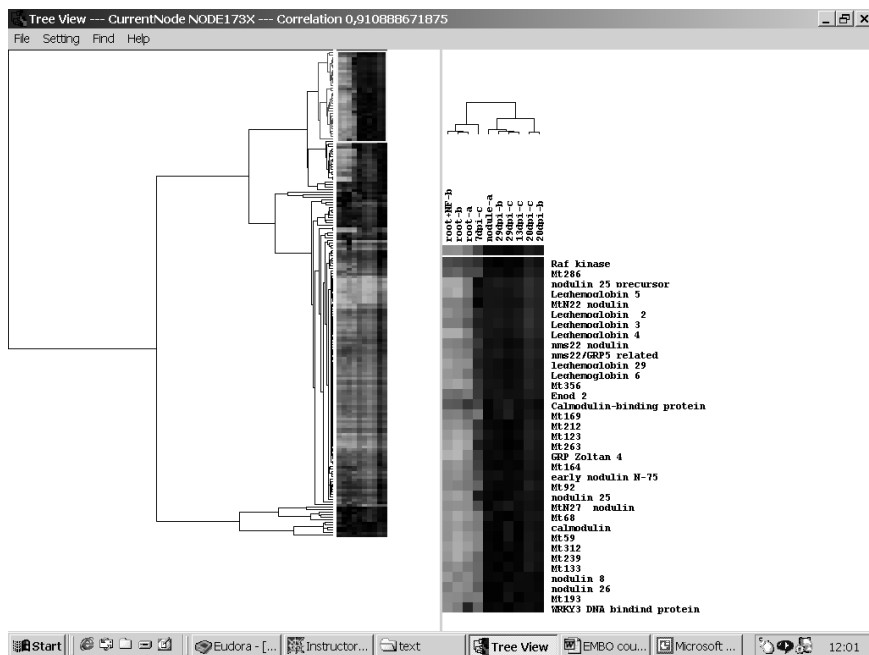 Tree View --- CurrentNode NODE173X --- Correlation 0,910888671875
File Setting Find Help
root+NF-b
root-b
root-a
7dpi-C
nodule-a
29dpi-b
29dpi-C
13dpi-C
20dpi-C
20dpi-b
Raf kinase
Mt286
nodulin 25 precursor
Leghemoglobin 5
MtN22 nodulin
Leghemoglobin 2
Leghemoglobin 3
Leghemoglobin 4
nms22 nodulin
nms22/GRP5 related
leghemoglobin 29
Leghemoglobin 6
Mt356
Enod 2
Calmodulin-binding protein
Mt169
Mt212
Mt123
Mt263
GRP Zoltan 4
Mt164
early nodulin N-75
Mt92
nodulin 25
MtN27 nodulin
Mt68
calmodulin
Mt59
Mt312
Mt239
Mt133
nodulin 8
nodulin 26
Mt193
WRKY3 DNA bindind protein
Start Eudora - [... Instructor... text Tree View EMBO cou... Microsoft ... 12:01